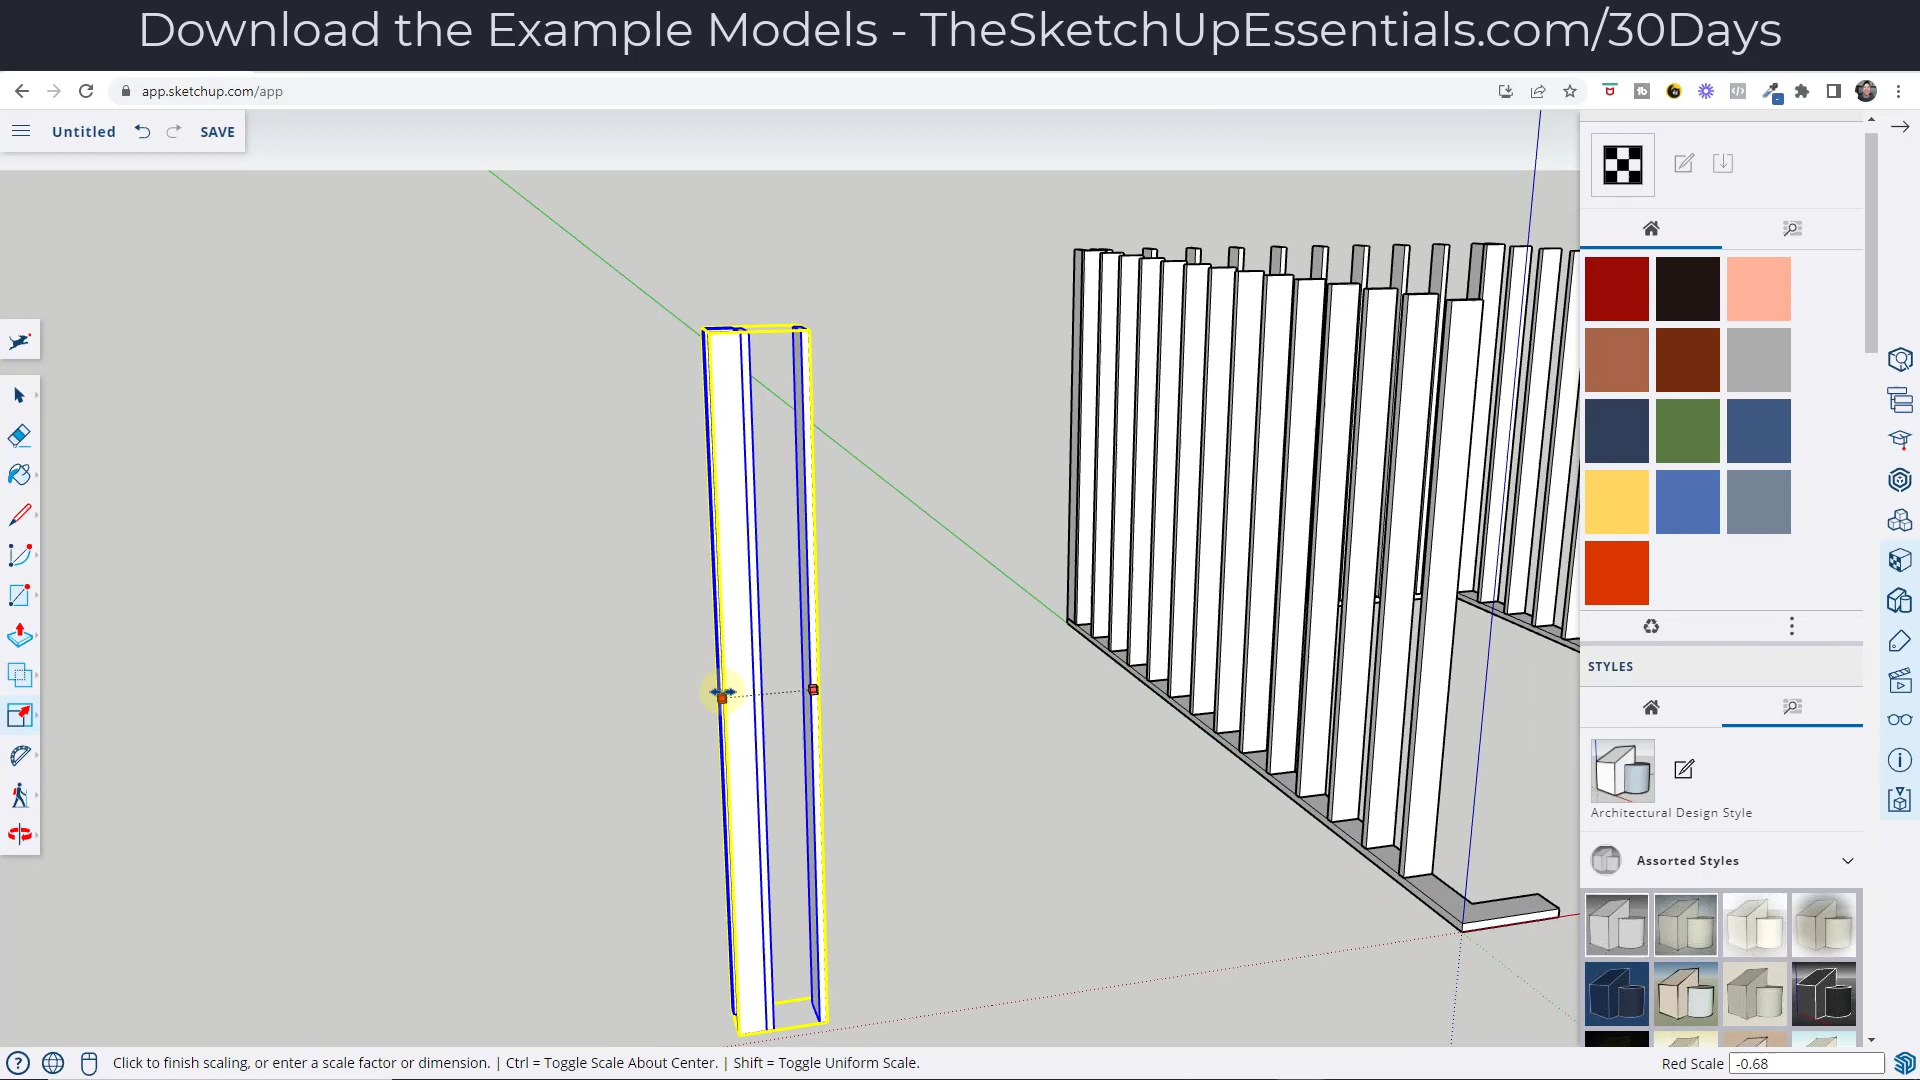 Download the Example Models - TheSketchUpEssentials.com/30Days
app.sketchup.com/app
Untitled
SAVE
STYLES
Architectural Design Style
Assorted Styles
Click to finish scaling, or enter a scale factor or dimension. | Ctrl = Toggle Scale About Center. | Shift = Toggle Uniform Scale.
Red Scale
-0.68